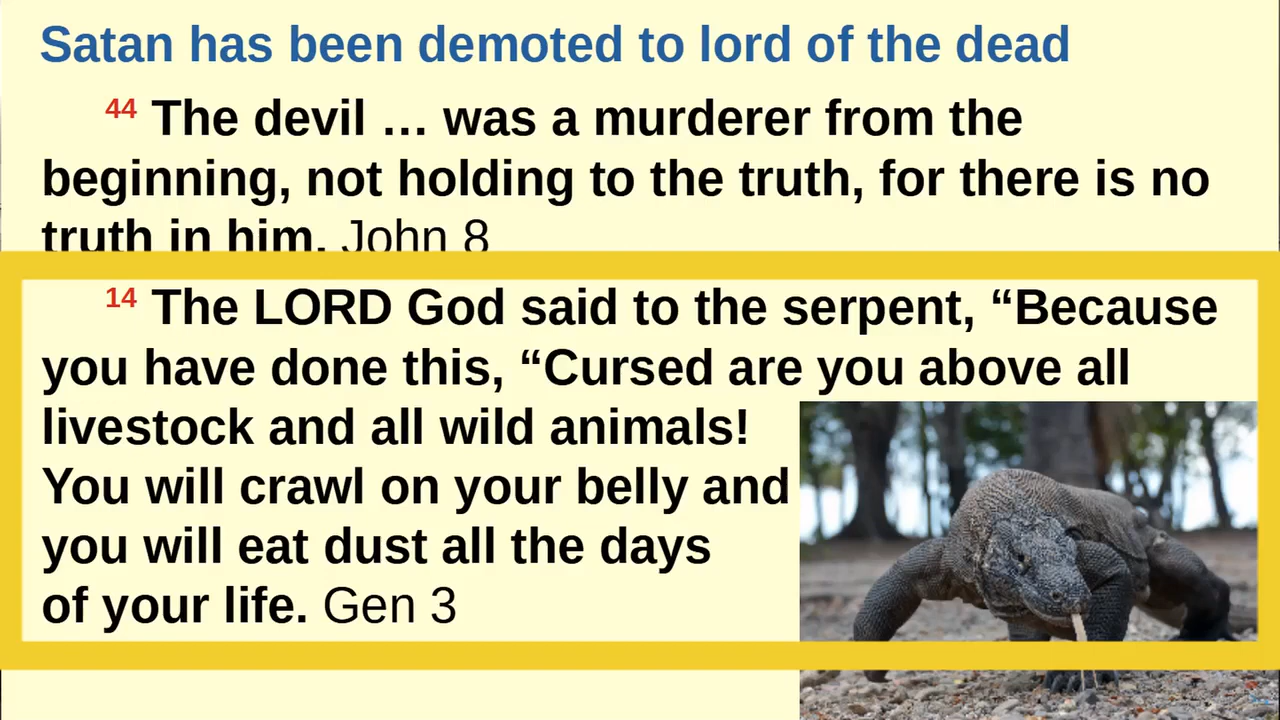 Satan has been demoted to lord of the dead
44 The devil … was a murderer from the
beginning, not holding to the truth, for there is no
truth in him. John 8
14 The LORD God said to the serpent, “Because
you have done this, “Cursed are you above all
livestock and all wild animals!
You will crawl on your belly and
you will eat dust all the days
of your life. Gen 3